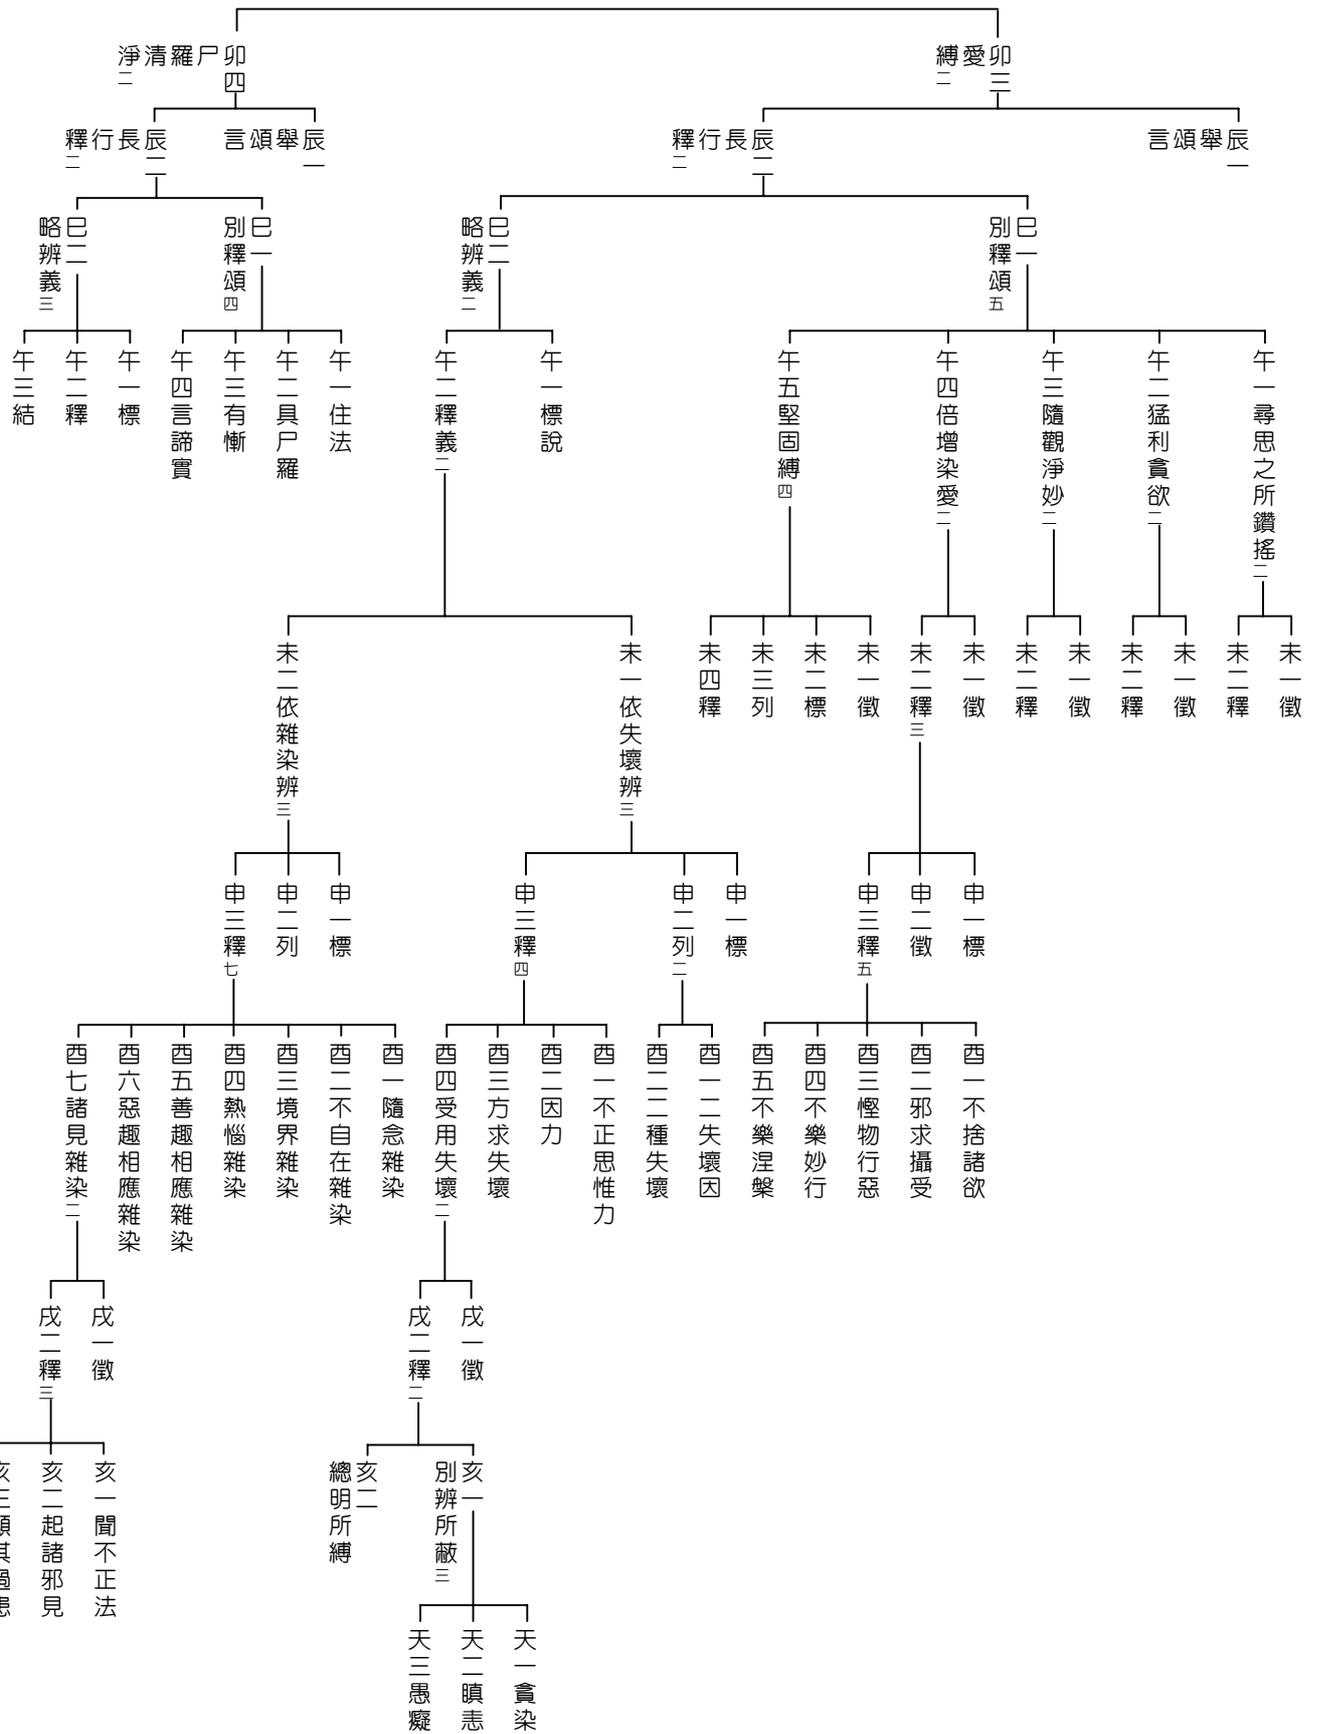 卯三愛縛二
卯四尸羅清淨二
辰一舉頌言
辰二長行釋二
辰一舉頌言
辰二長行釋二
巳一別釋頌五
巳二略辨義二
巳一別釋頌四
巳二略辨義三
午一尋思之所鑽搖二
午二猛利貪欲二
午三隨觀淨妙二
午四倍增染愛二
午五堅固縛四
午一標說
午二釋義二
午一住法
午二具尸羅
午三有慚
午四言諦實
午一標
午二釋
午三結
未一徵
未二釋
未一徵
未二釋
未一徵
未二釋
未一徵
未二釋三
未一徵
未二標
未三列
未四釋
未一依失壞辨三
未二依雜染辨三
申一標
申二徵
申三釋五
申一標
申二列二
申三釋四
申一標
申二列
申三釋七
酉一不捨諸欲
酉二邪求攝受
酉三慳物行惡
酉四不樂妙行
酉五不樂涅槃
酉一二失壞因
酉二二種失壞
酉一不正思惟力
酉二因力
酉三方求失壞
酉四受用失壞二
酉一隨念雜染
酉二不自在雜染
酉三境界雜染
酉四熱惱雜染
酉五善趣相應雜染
酉六惡趣相應雜染
酉七諸見雜染二
戌一徵
戌二釋二
戌一徵
戌二釋三
亥一別辨所蔽三
亥二總明所縛
亥一聞不正法
亥二起諸邪見
亥三顯其過患
天一貪染
天二瞋恚
天三愚癡